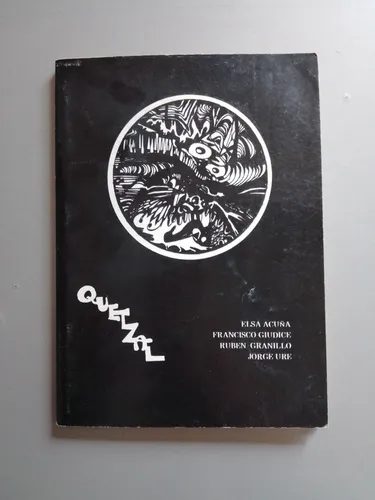 QUETZAL
ELSA ACUÑA
FRANCISCO GIUDICE
RUBEN GRANILLO
JORGE URE